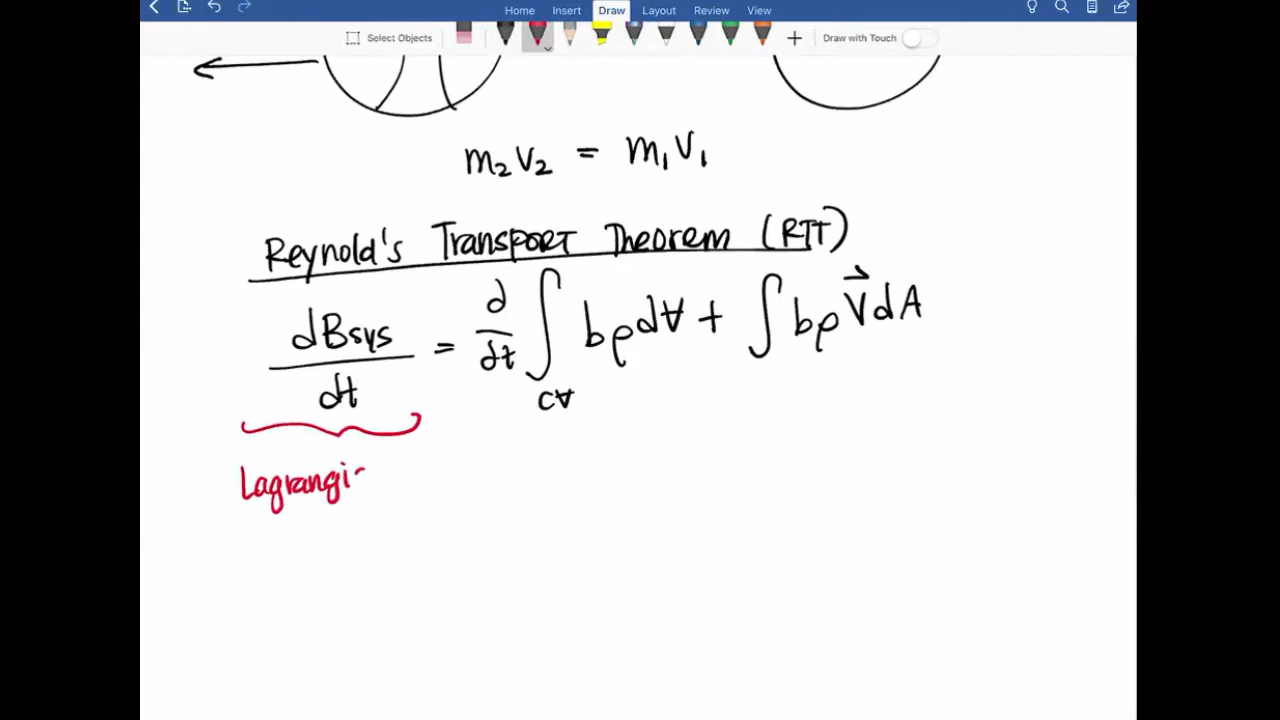 Home Insert Draw Layout Review View
Select Objects
Draw with Touch
m₂V₂ = m₁V₁
Reynold's Transport Theorem (RTT)
dBsys/dt = ∂/∂t ∫ bρdV̶ + ∫ bρV⃗dA
CV̶
Lagrangi